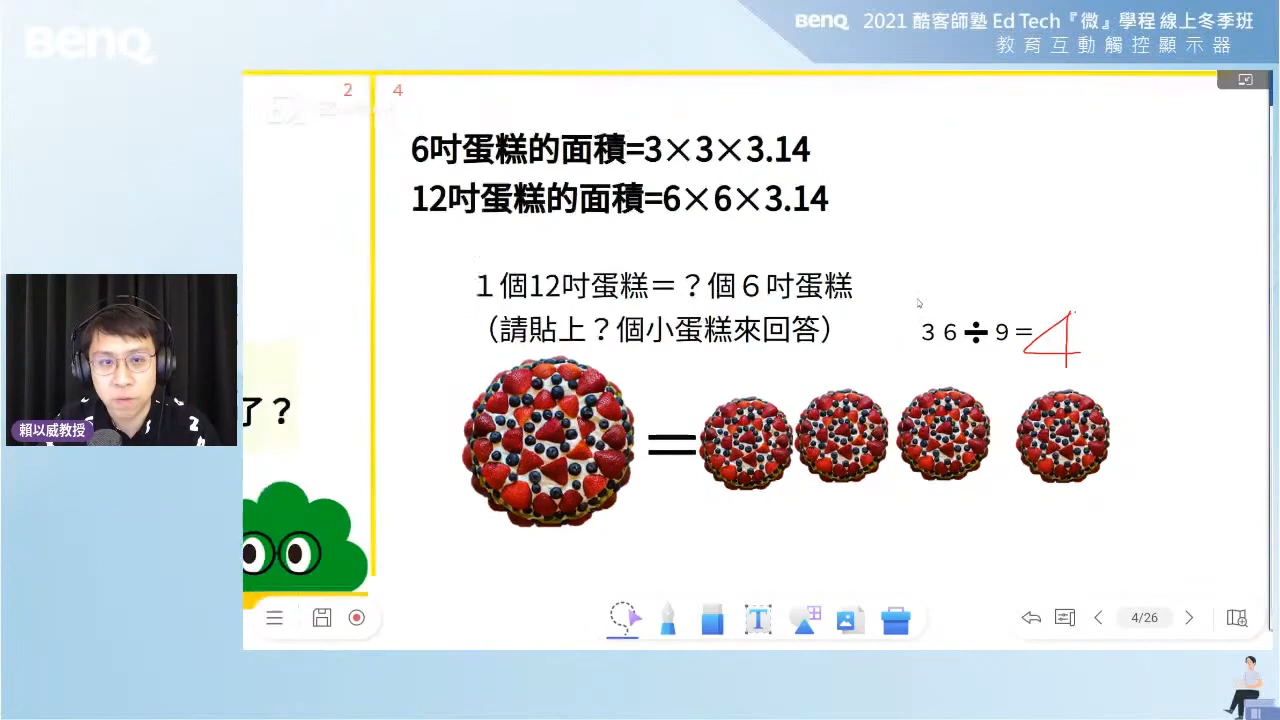 BenQ
BenQ 2021 酷客師塾 Ed Tech『微』學程 線上冬季班
教育互動觸控顯示器
2 4
6吋蛋糕的面積=3×3×3.14
12吋蛋糕的面積=6×6×3.14
１個12吋蛋糕＝？個６吋蛋糕
（請貼上？個小蛋糕來回答）
３６÷９＝4
=
了？
賴以威教授
T
4/26